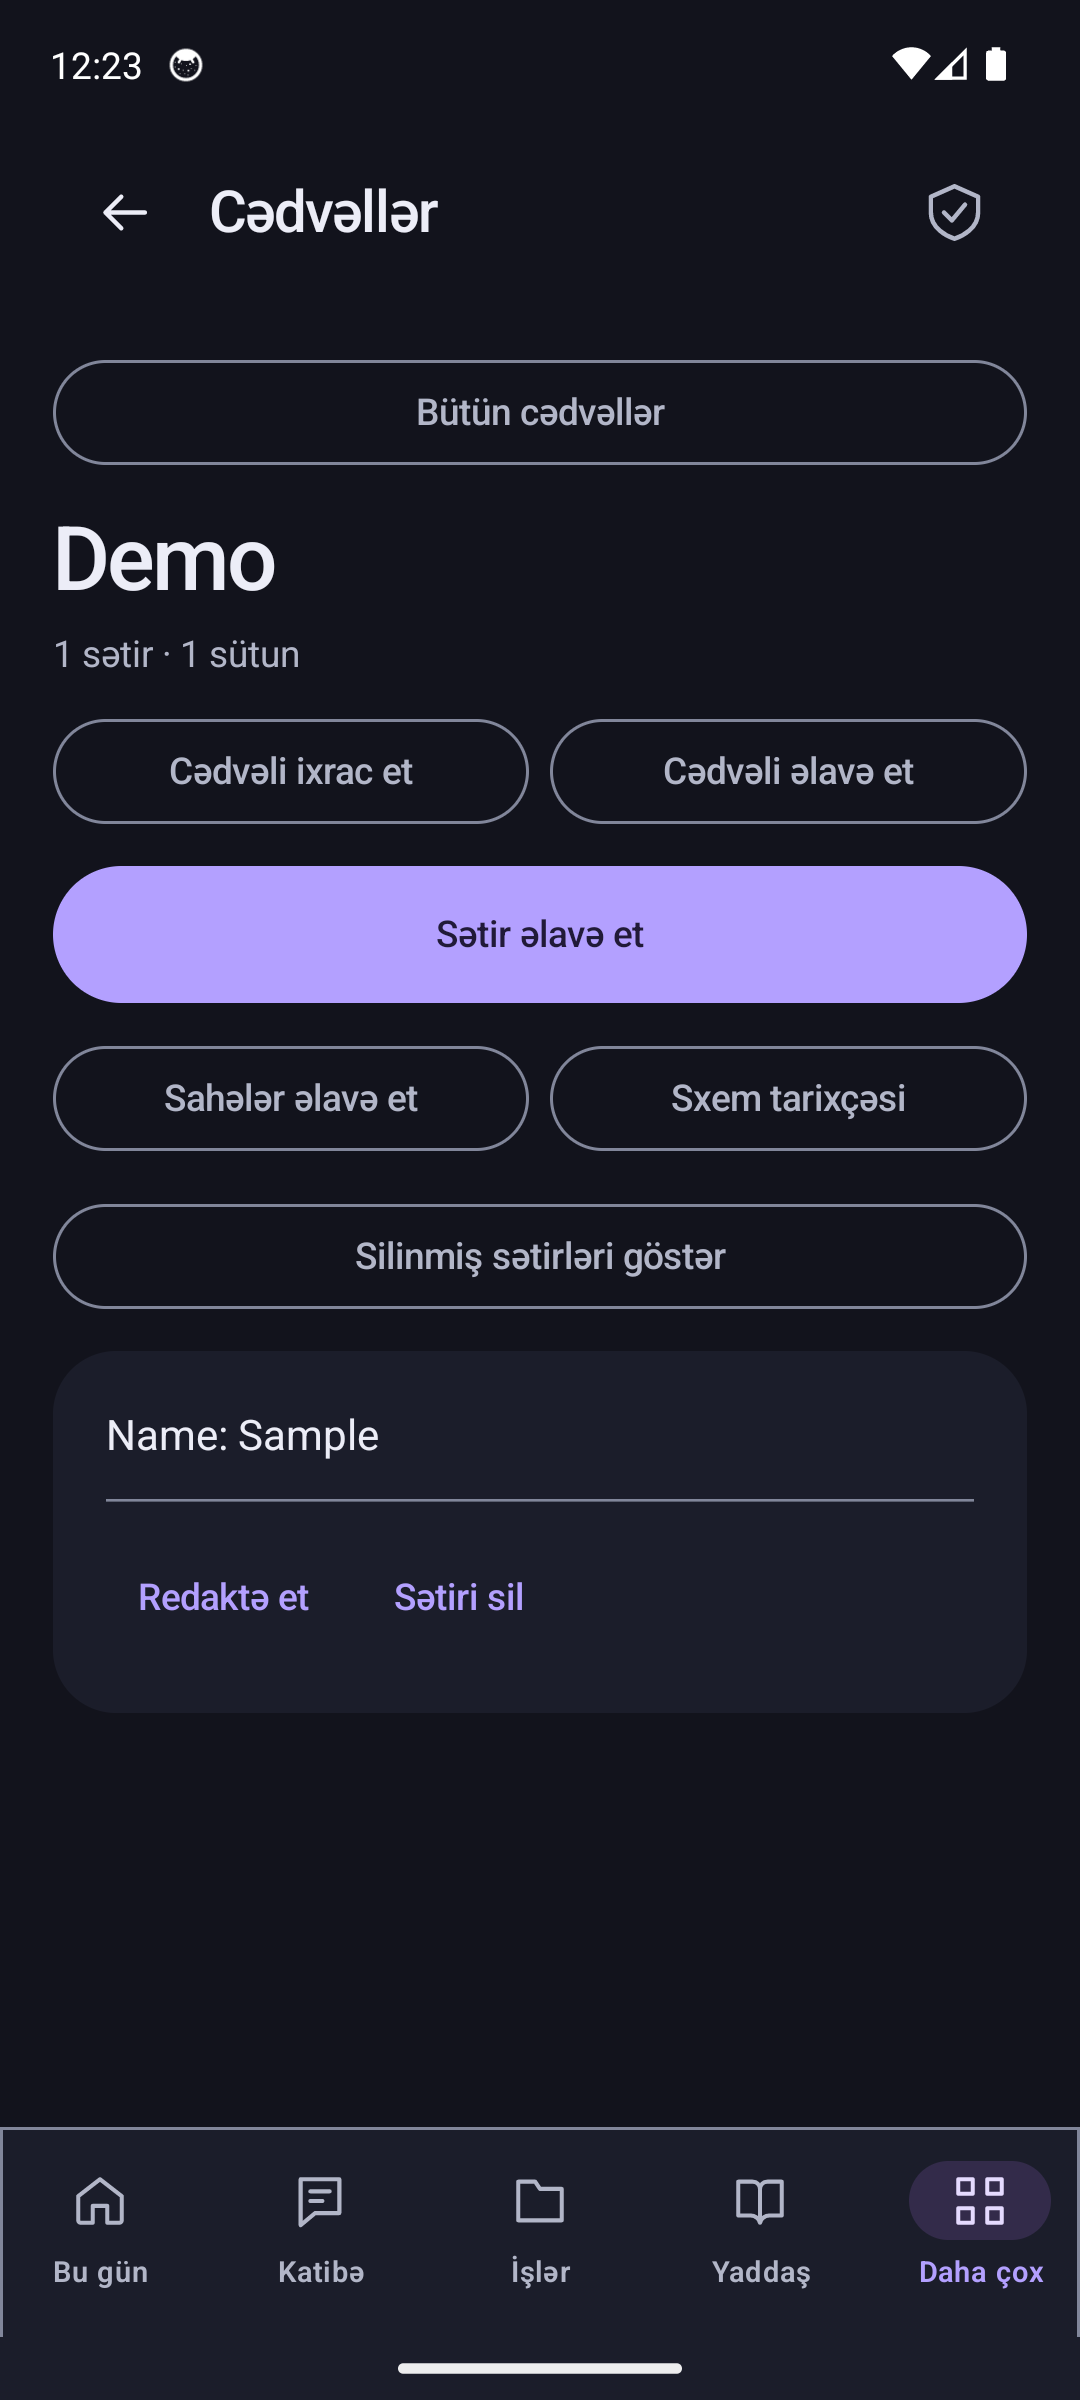 12:23
Cədvəllər
Bütün cədvəllər
Demo
1 sətir · 1 sütun
Cədvəli ixrac et
Cədvəli əlavə et
Sətir əlavə et
Sahələr əlavə et
Sxem tarixçəsi
Silinmiş sətirləri göstər
Name: Sample
Redaktə et
Sətiri sil
Bu gün
Katibə
İşlər
Yaddaş
Daha çox